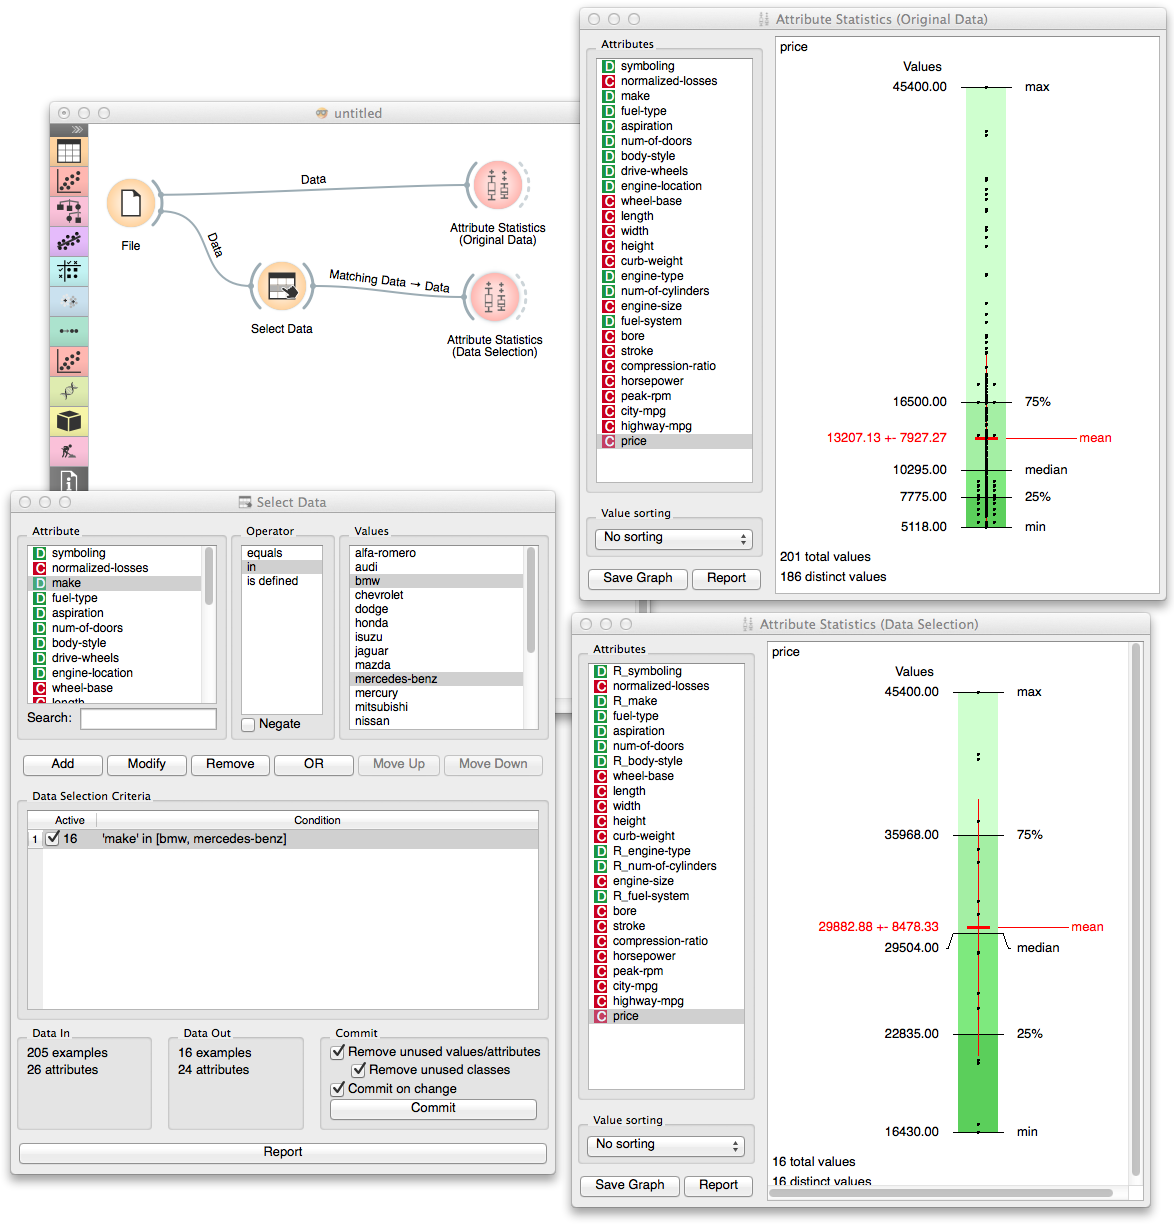 untitled
Data
File
Data
Attribute Statistics
(Original Data)
Matching Data → Data
Select Data
Attribute Statistics
(Data Selection)
Attribute Statistics (Original Data)
Attributes
D symboling
C normalized-losses
D make
D fuel-type
D aspiration
D num-of-doors
D body-style
D drive-wheels
D engine-location
C wheel-base
C length
C width
C height
C curb-weight
D engine-type
D num-of-cylinders
C engine-size
D fuel-system
C bore
C stroke
C compression-ratio
C horsepower
C peak-rpm
C city-mpg
C highway-mpg
C price
Value sorting
No sorting
Save Graph Report
price
Values
45400.00 max
16500.00 75%
13207.13 +- 7927.27 mean
10295.00 median
7775.00 25%
5118.00 min
201 total values
186 distinct values
Select Data
Attribute
D symboling
C normalized-losses
D make
D fuel-type
D aspiration
D num-of-doors
D body-style
D drive-wheels
D engine-location
C wheel-base
C length
Search:
Operator
equals
in
is defined
Negate
Values
alfa-romero
audi
bmw
chevrolet
dodge
honda
isuzu
jaguar
mazda
mercedes-benz
mercury
mitsubishi
nissan
Add Modify Remove OR Move Up Move Down
Data Selection Criteria
Active Condition
1 16 'make' in [bmw, mercedes-benz]
Data In
205 examples
26 attributes
Data Out
16 examples
24 attributes
Commit
Remove unused values/attributes
Remove unused classes
Commit on change
Commit
Report
Attribute Statistics (Data Selection)
Attributes
D R_symboling
C normalized-losses
D R_make
D fuel-type
D aspiration
D num-of-doors
D R_body-style
C wheel-base
C length
C width
C height
C curb-weight
D R_engine-type
D R_num-of-cylinders
C engine-size
D R_fuel-system
C bore
C stroke
C compression-ratio
C horsepower
C peak-rpm
C city-mpg
C highway-mpg
C price
Value sorting
No sorting
Save Graph Report
price
Values
45400.00 max
35968.00 75%
29882.88 +- 8478.33 mean
29504.00 median
22835.00 25%
16430.00 min
16 total values
16 distinct values